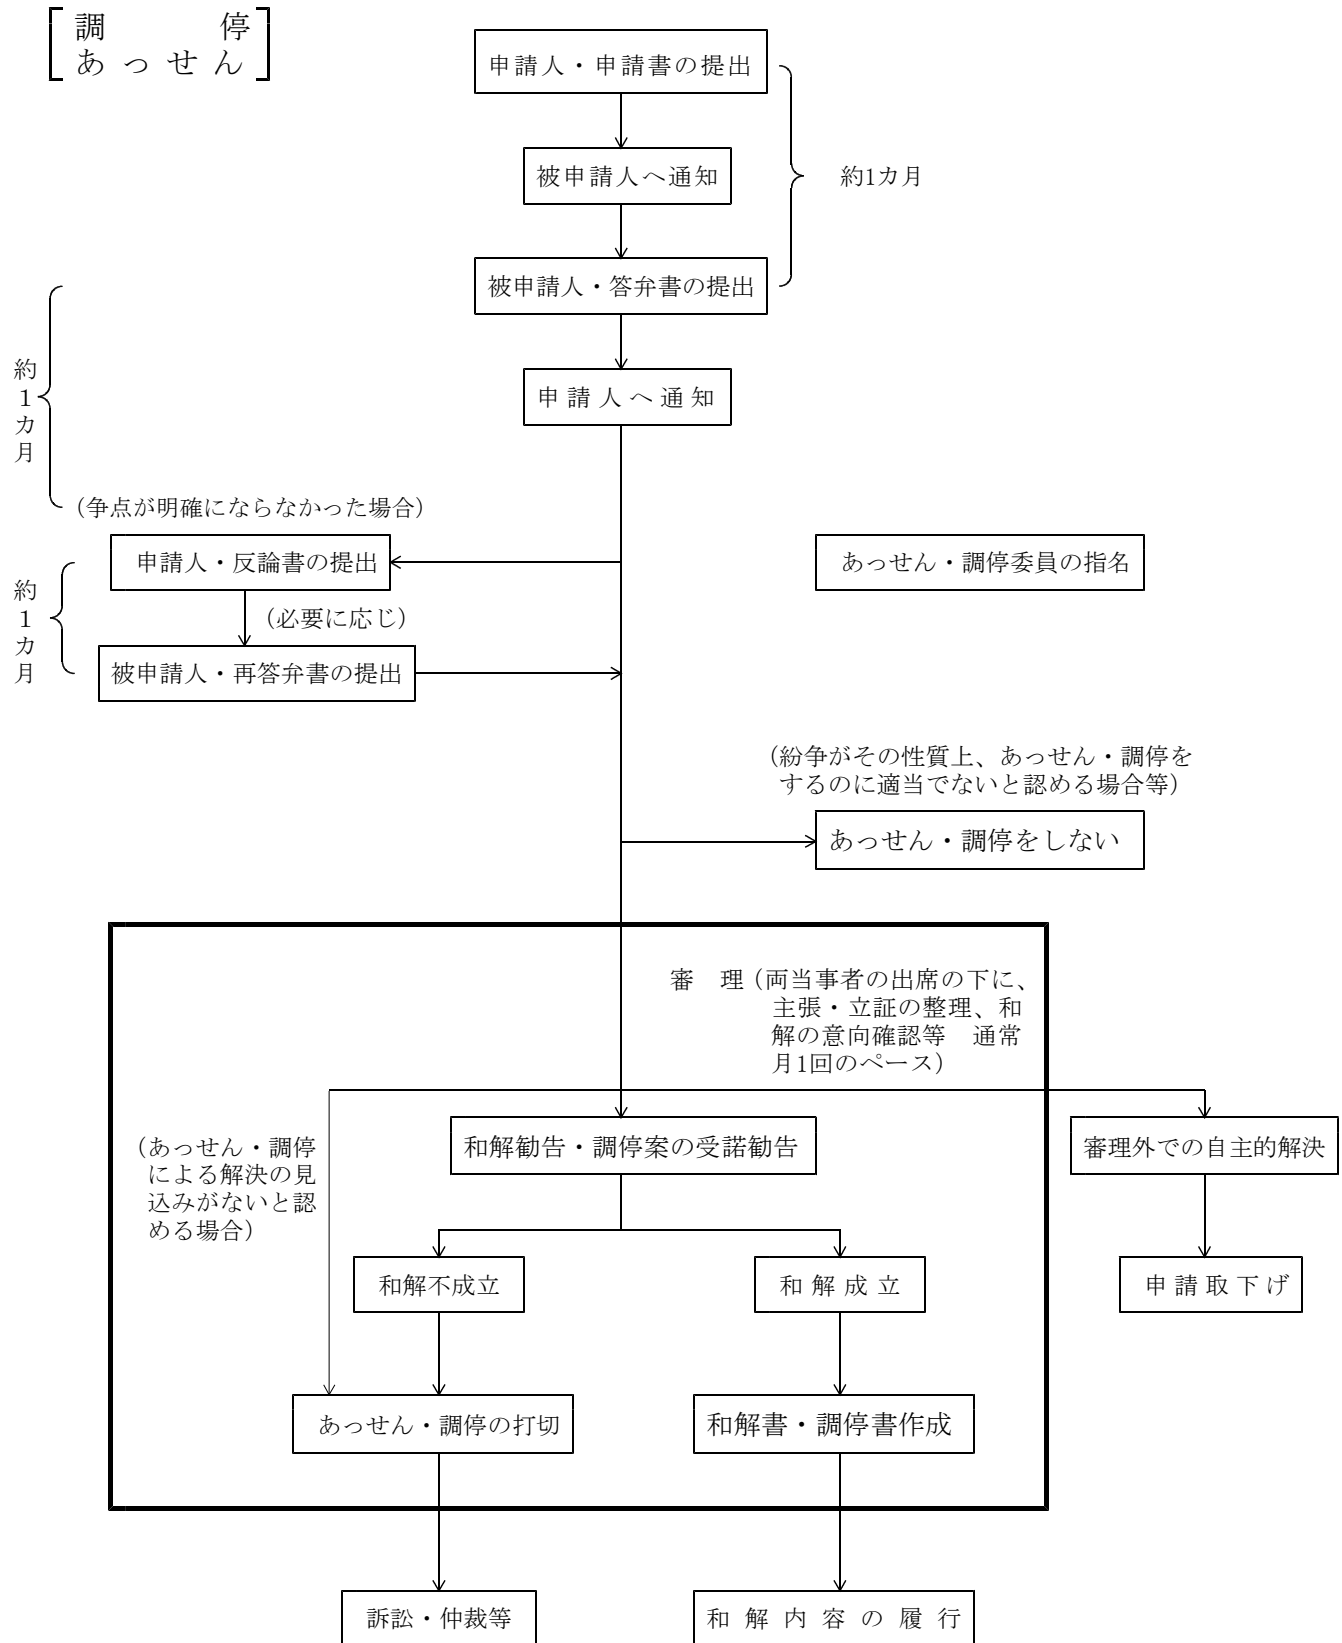 調停
あっせん
申請人・申請書の提出
被申請人へ通知
約1カ月
被申請人・答弁書の提出
申請人へ通知
約1カ月
（争点が明確にならなかった場合）
申請人・反論書の提出
あっせん・調停委員の指名
約1カ月
（必要に応じ）
被申請人・再答弁書の提出
（紛争がその性質上、あっせん・調停を
するのに適当でないと認める場合等）
あっせん・調停をしない
審　理（両当事者の出席の下に、
主張・立証の整理、和
解の意向確認等　通常
月1回のペース）
（あっせん・調停
による解決の見
込みがないと認
める場合）
和解勧告・調停案の受諾勧告
審理外での自主的解決
和解不成立
和解成立
申請取下げ
あっせん・調停の打切
和解書・調停書作成
訴訟・仲裁等
和解内容の履行